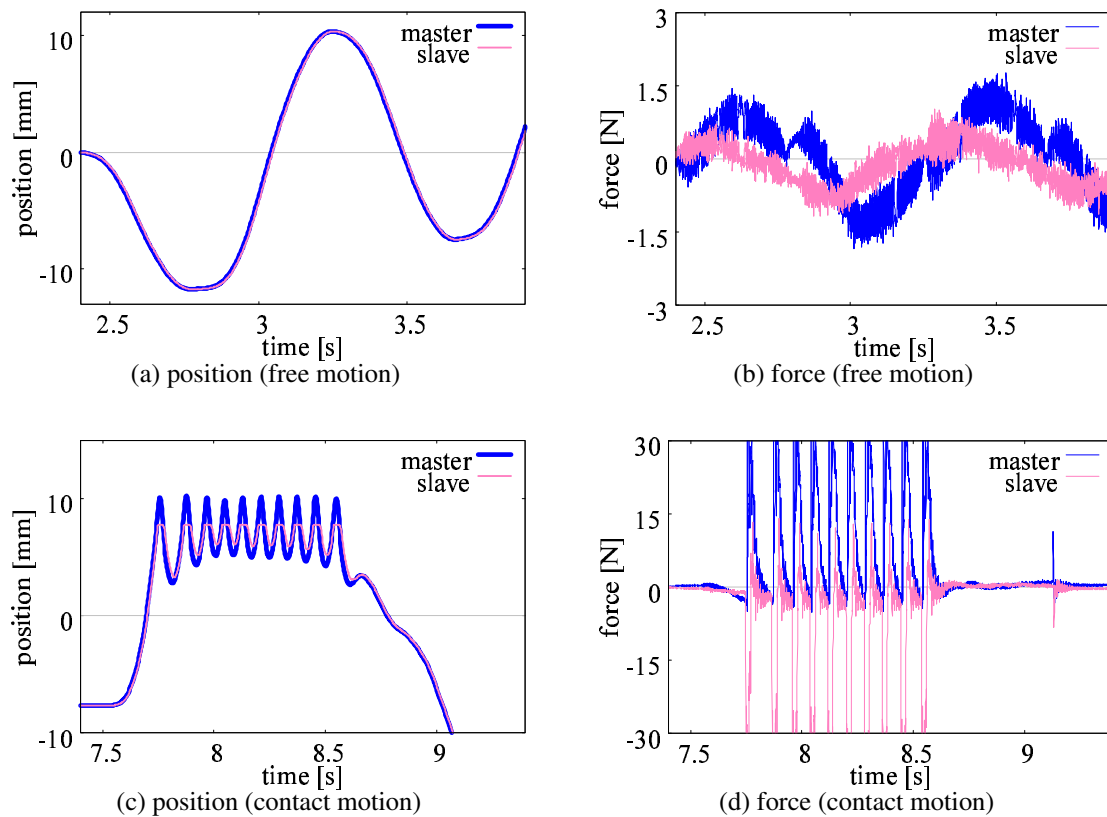 10
0
-10
position [mm]
master
slave
2.5
3
3.5
time [s]
(a) position (free motion)
3
1.5
0
-1.5
-3
force [N]
master
slave
2.5
3
3.5
time [s]
(b) force (free motion)
10
0
-10
position [mm]
master
slave
7.5
8
8.5
9
time [s]
(c) position (contact motion)
30
15
0
-15
-30
force [N]
master
slave
7.5
8
8.5
9
time [s]
(d) force (contact motion)